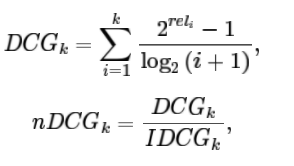 DCG_k = \sum_{i=1}^{k} \frac{2^{rel_i} - 1}{\log_2 (i + 1)},
nDCG_k = \frac{DCG_k}{IDCG_k},